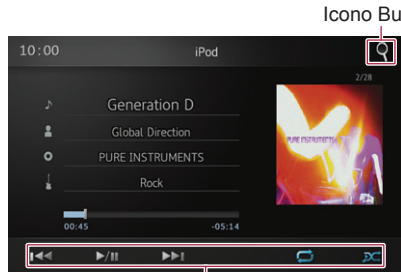 Icono Bu
10:00
iPod
2/28
Generation D
Global Direction
PURE INSTRUMENTS
PURE INSTRUMENTS
Rock
00:45
-05:14